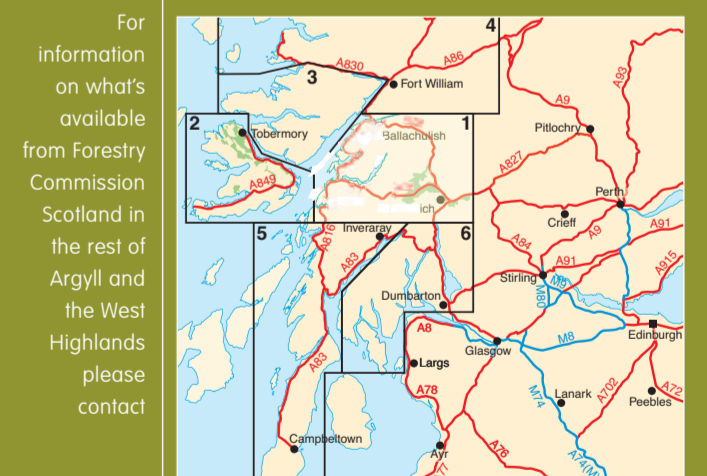 For
information
on what's
available
from Forestry
Commission
Scotland in
the rest of
Argyll and
the West
Highlands
please
contact
4
A86
A830
3
Fort William
A93
A9
2
Tobermory
Ballachulish
1
Pitlochry
A827
A849
Perth
ich
Crieff
5
A816
Inveraray
6
A84
A9
A91
A83
A91
A915
Stirling
M9
M80
Dumbarton
A8
M8
Edinburgh
Glasgow
Largs
A83
A78
M74
Lanark
A702
A72
Peebles
Campbeltown
Ayr
A76
A74(M)
77